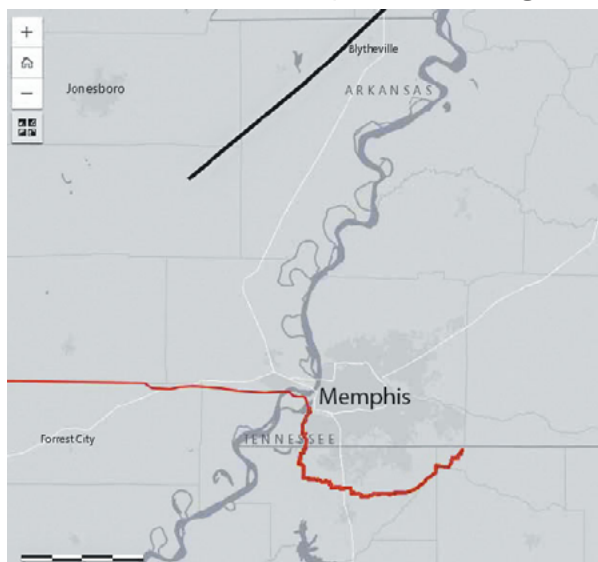 +
−
Blytheville
Jonesboro
ARKANSAS
Memphis
Forrest City
TENNESSEE